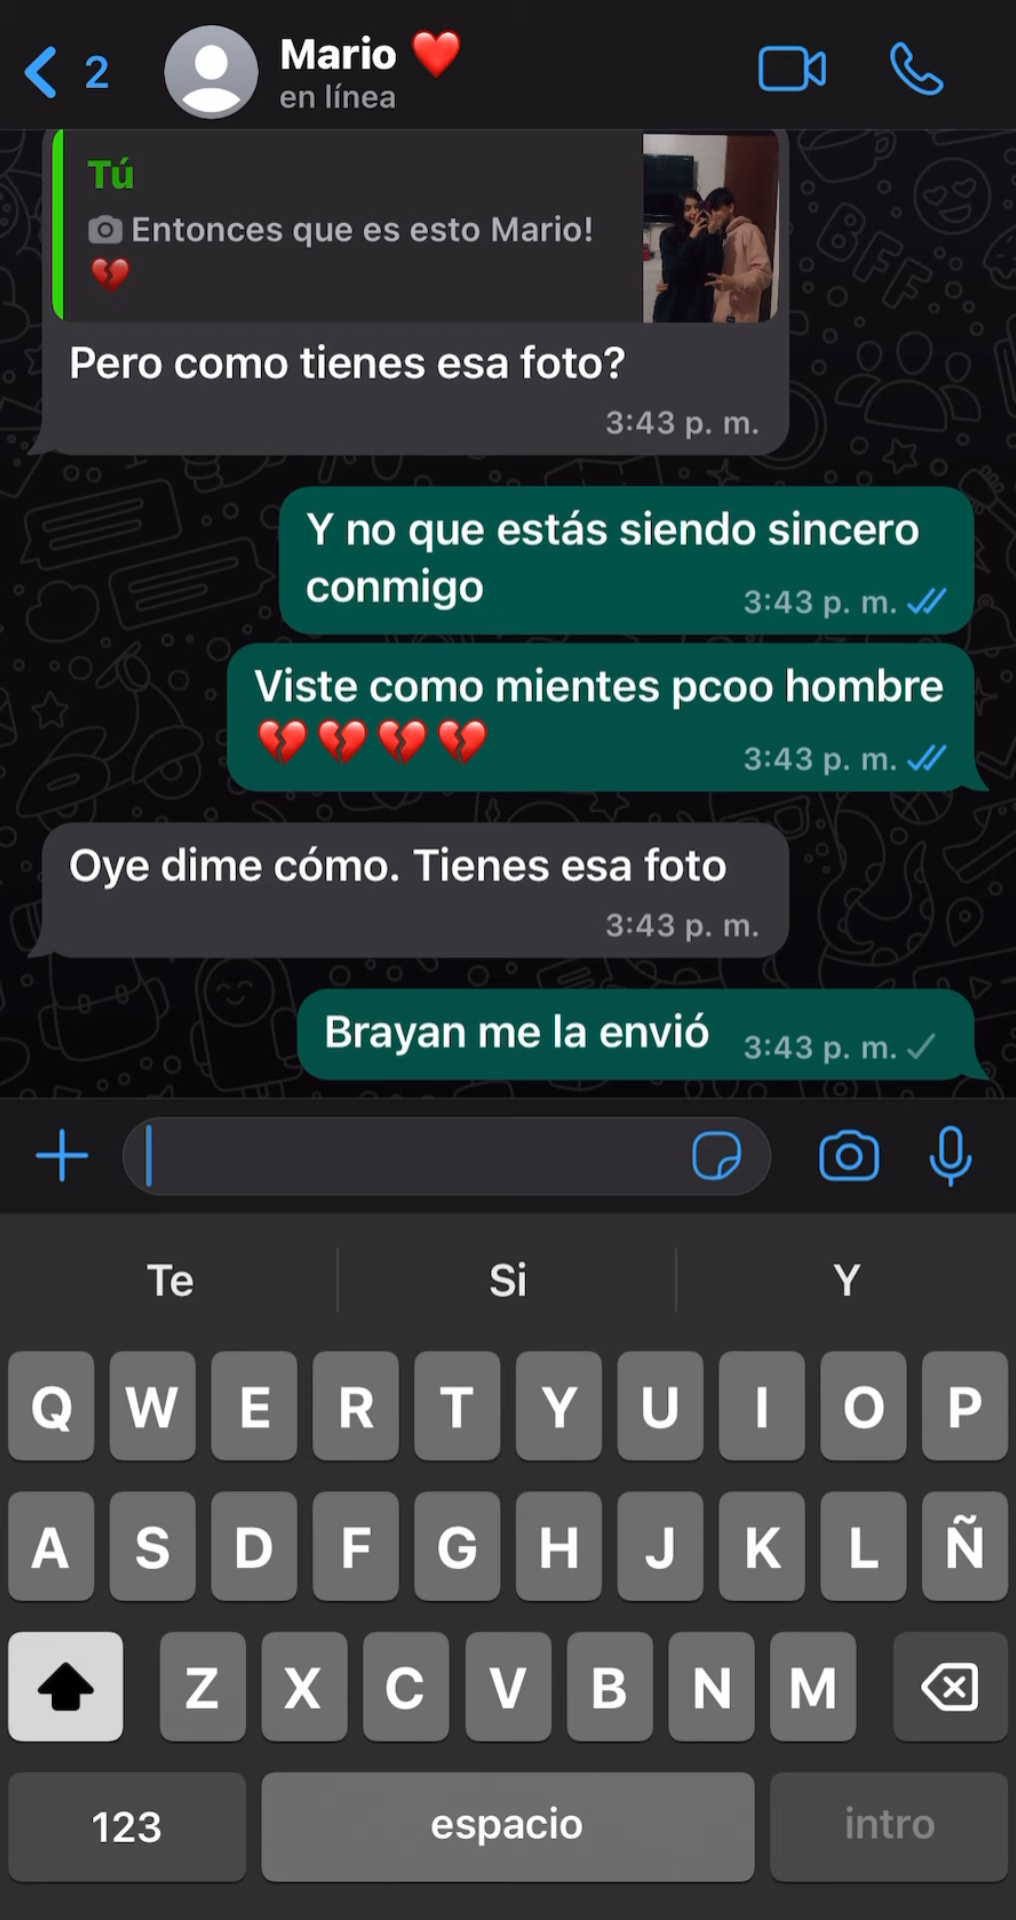 2
Mario ❤️
en línea
Tú
Entonces que es esto Mario!
💔
Pero como tienes esa foto?
3:43 p. m.
Y no que estás siendo sincero
conmigo
3:43 p. m.
Viste como mientes pcoo hombre
💔💔💔💔
3:43 p. m.
Oye dime cómo. Tienes esa foto
3:43 p. m.
Brayan me la envió 3:43 p. m.
Te Si Y
Q W E R T Y U I O P
A S D F G H J K L Ñ
Z X C V B N M
123 espacio intro